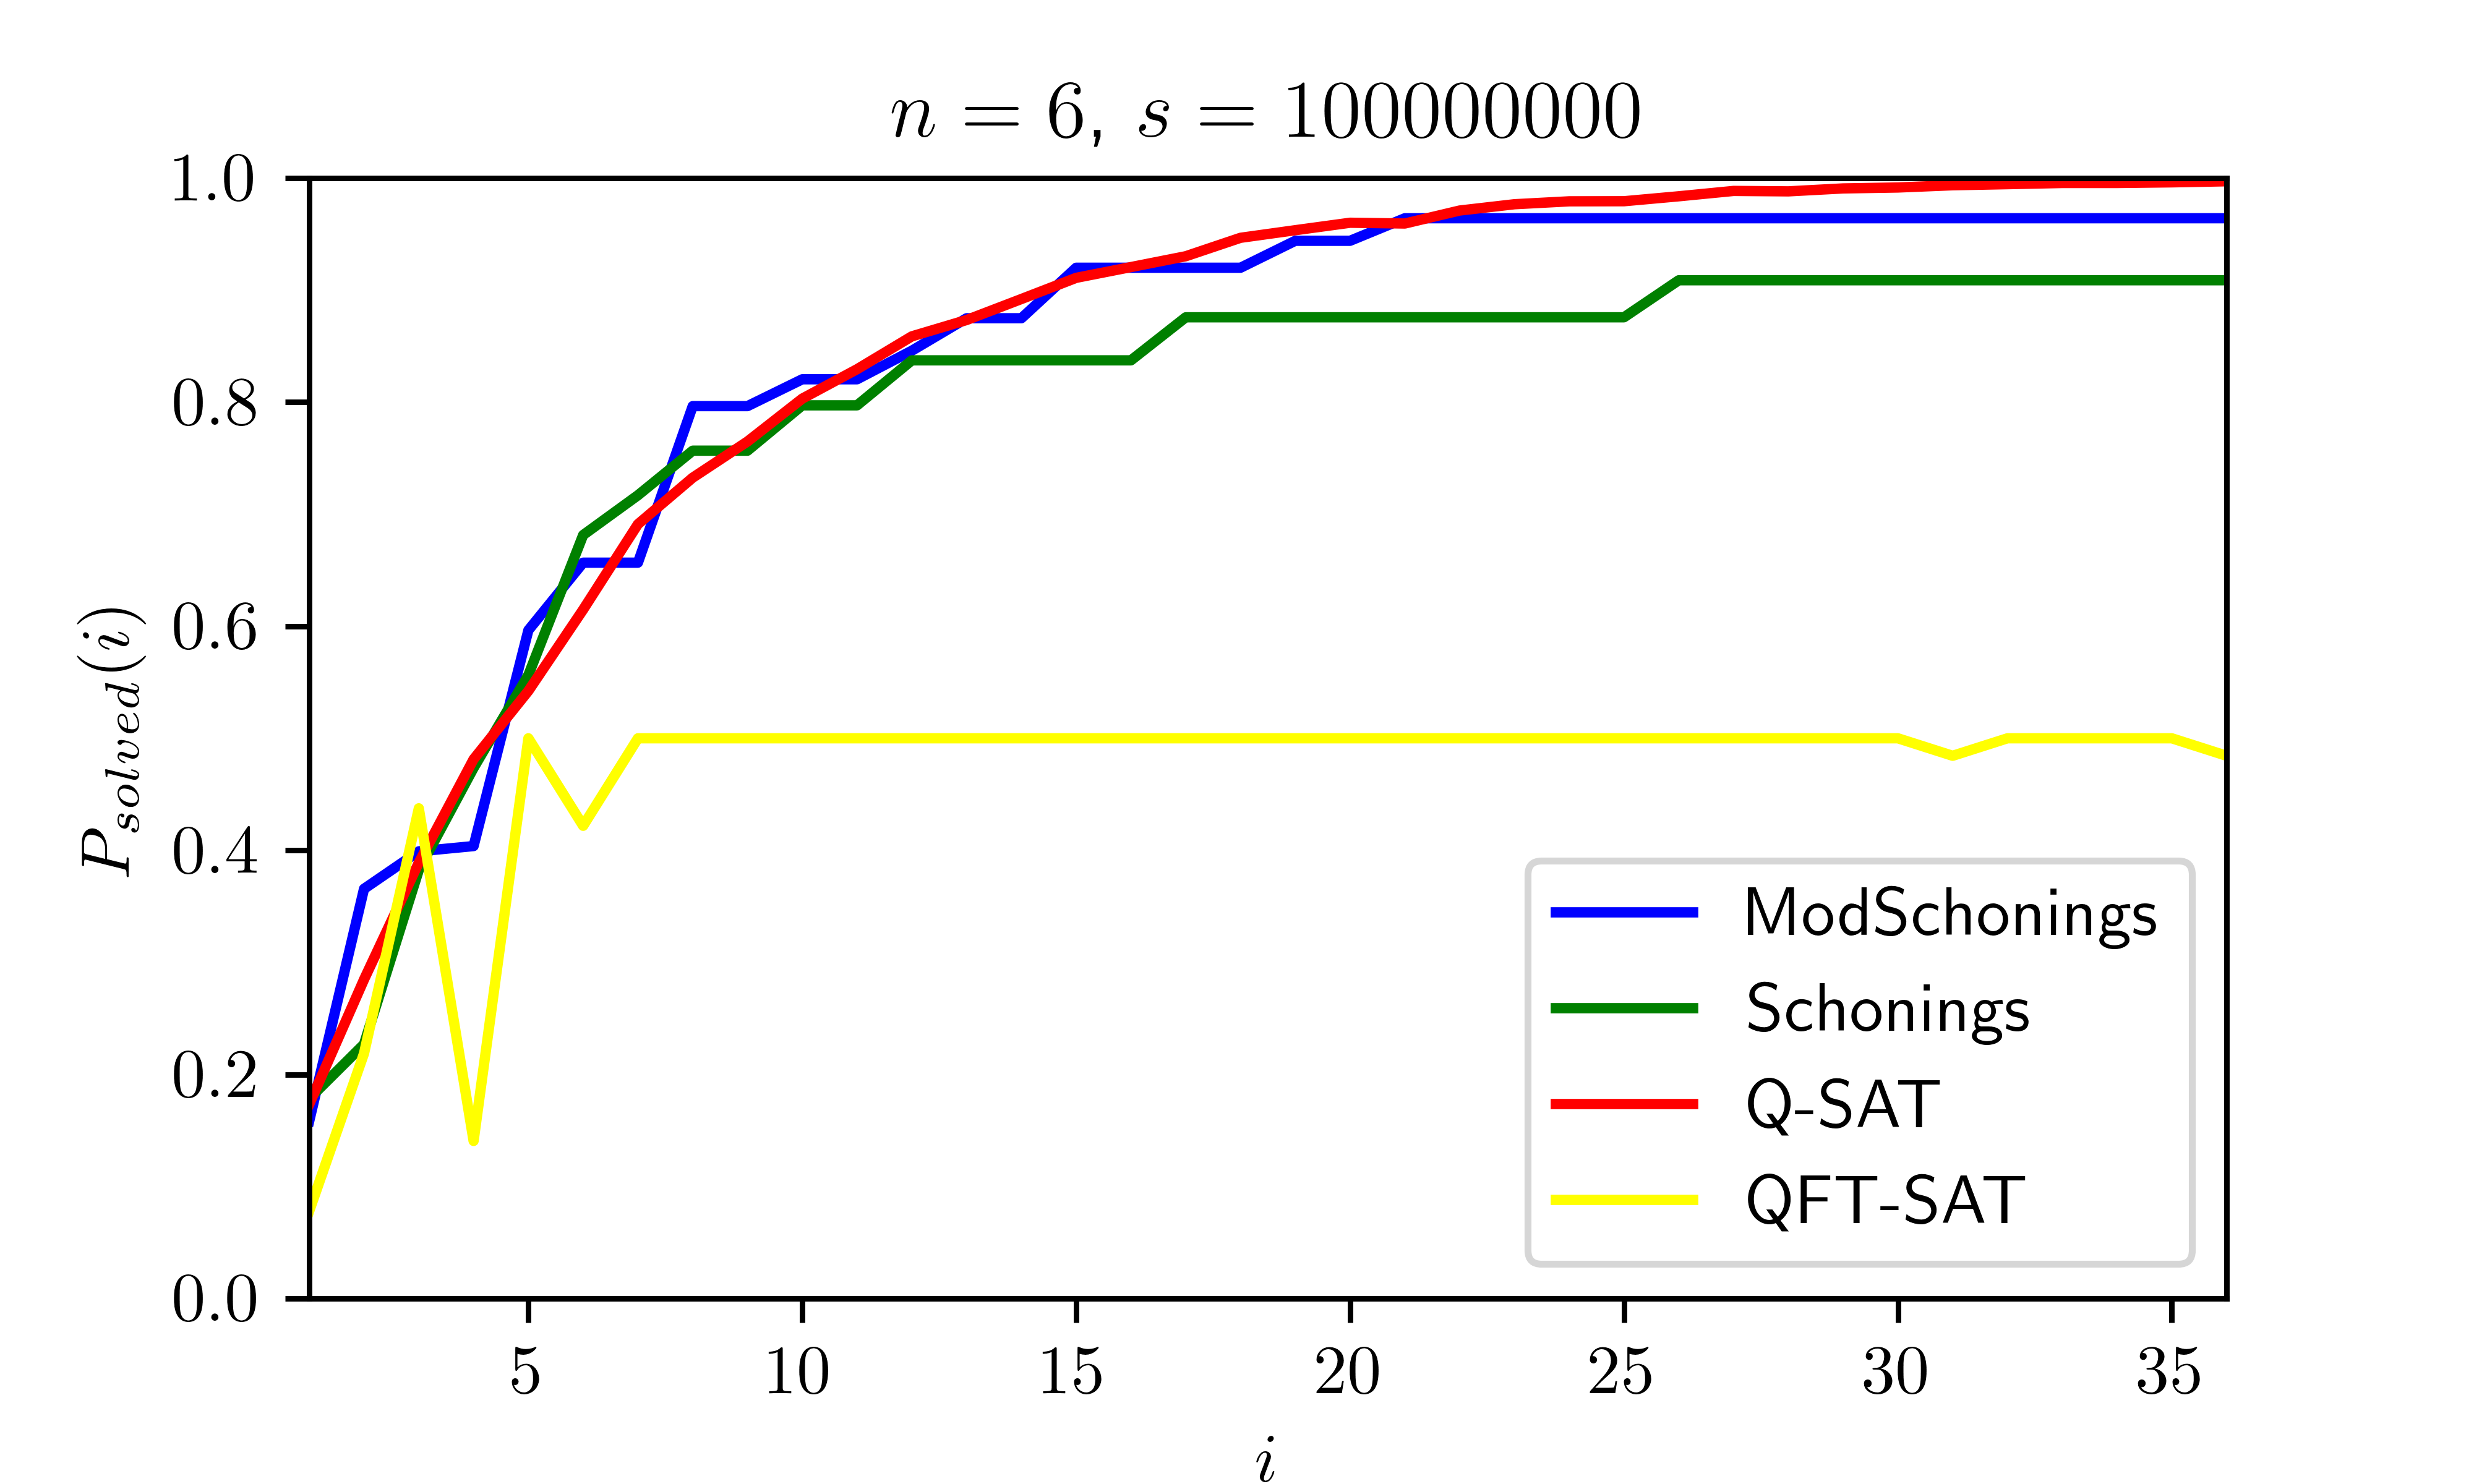 n = 6, s = 100000000
1.0
0.8
0.6
0.4
0.2
0.0
P_solved(i)
5 10 15 20 25 30 35
i
ModSchonings
Schonings
Q-SAT
QFT-SAT